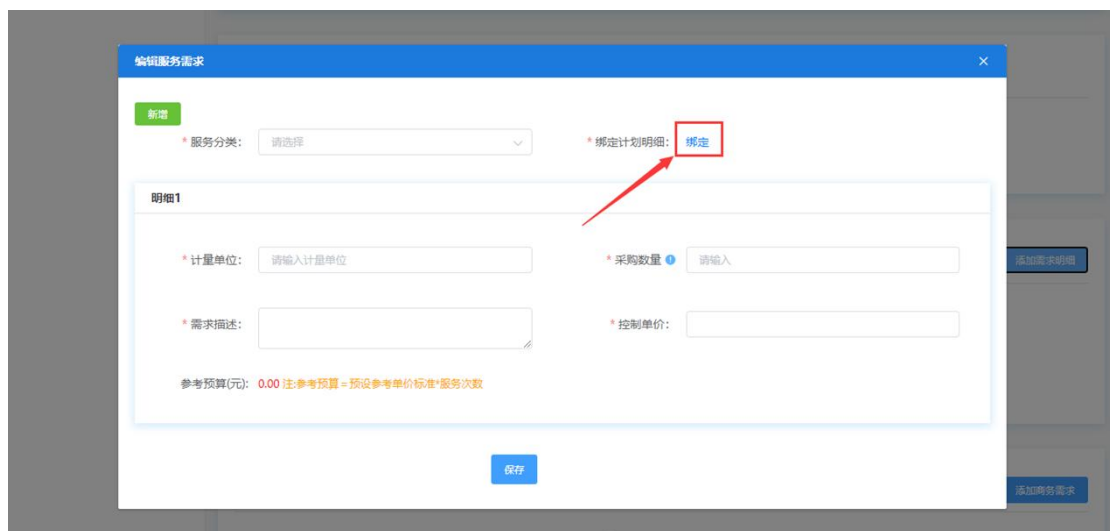 编辑服务需求
新增
* 服务分类: 请选择 * 绑定计划明细: 绑定
明细1
* 计量单位: 请输入计量单位 * 采购数量 请输入
添加需求明细
* 需求描述: * 控制单价:
参考预算(元): 0.00 注:参考预算 = 预设参考单价标准*服务次数
保存
添加商务需求